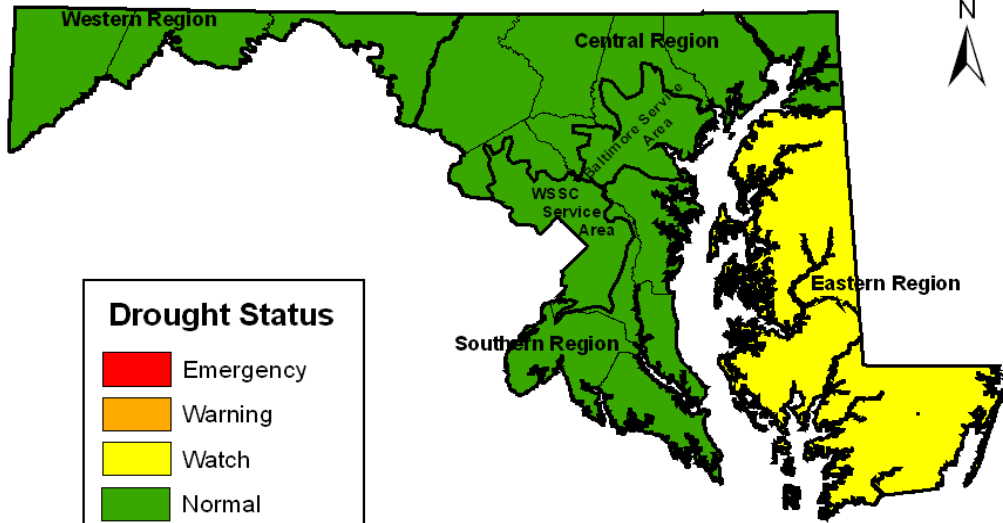 Western Region
Central Region
N
Baltimore Service
Area
WSSC
Service
Area
Eastern Region
Southern Region
Drought Status
Emergency
Warning
Watch
Normal